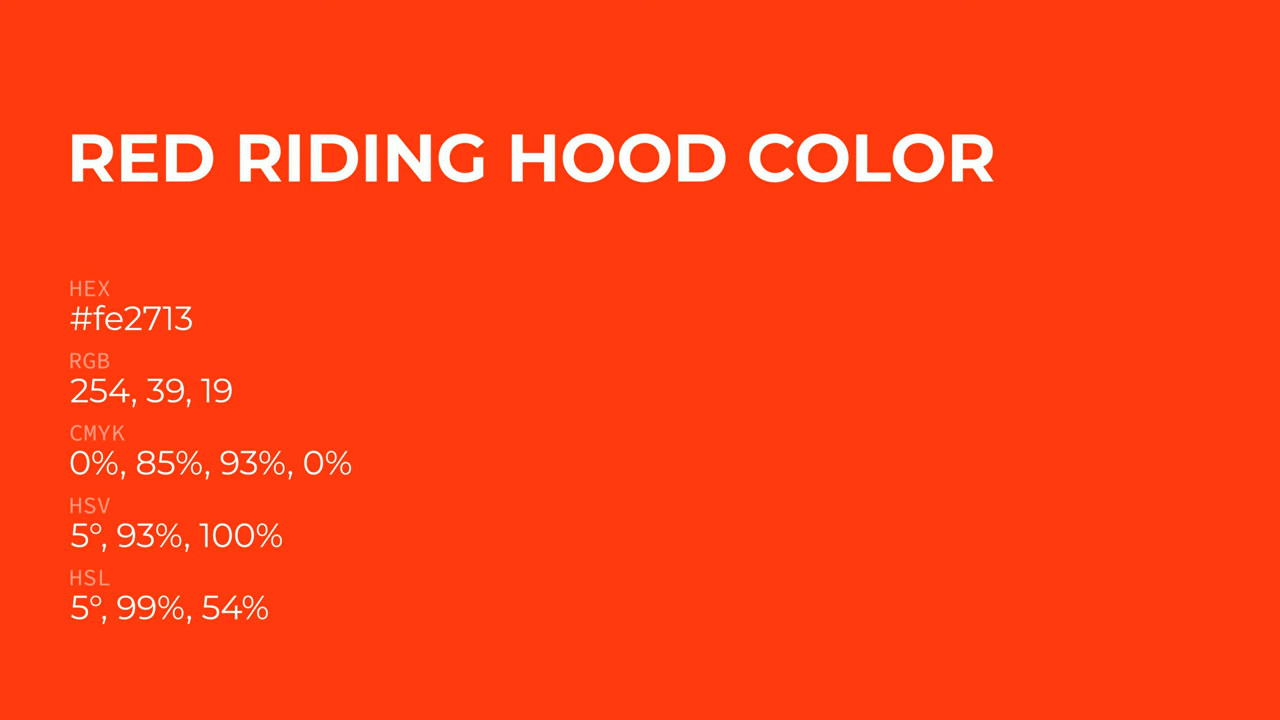 RED RIDING HOOD COLOR
HEX
#fe2713
RGB
254, 39, 19
CMYK
0%, 85%, 93%, 0%
HSV
5°, 93%, 100%
HSL
5°, 99%, 54%